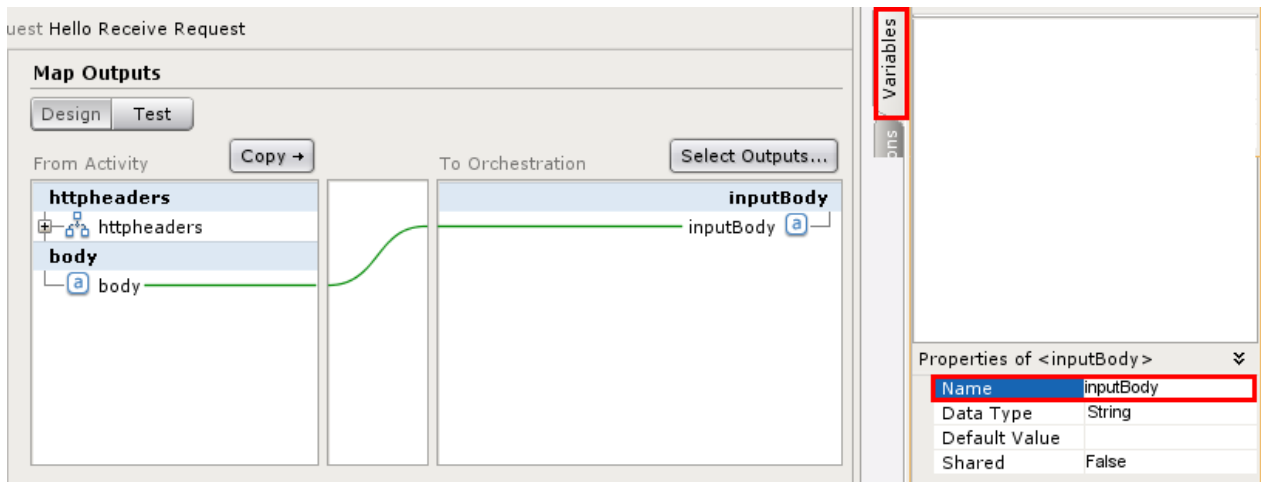 uest Hello Receive Request
Map Outputs
Design Test
From Activity Copy → To Orchestration Select Outputs...
httpheaders
httpheaders
body
a body
inputBody
inputBody a
Variables
ons
Properties of <inputBody>
Name inputBody
Data Type String
Default Value
Shared False